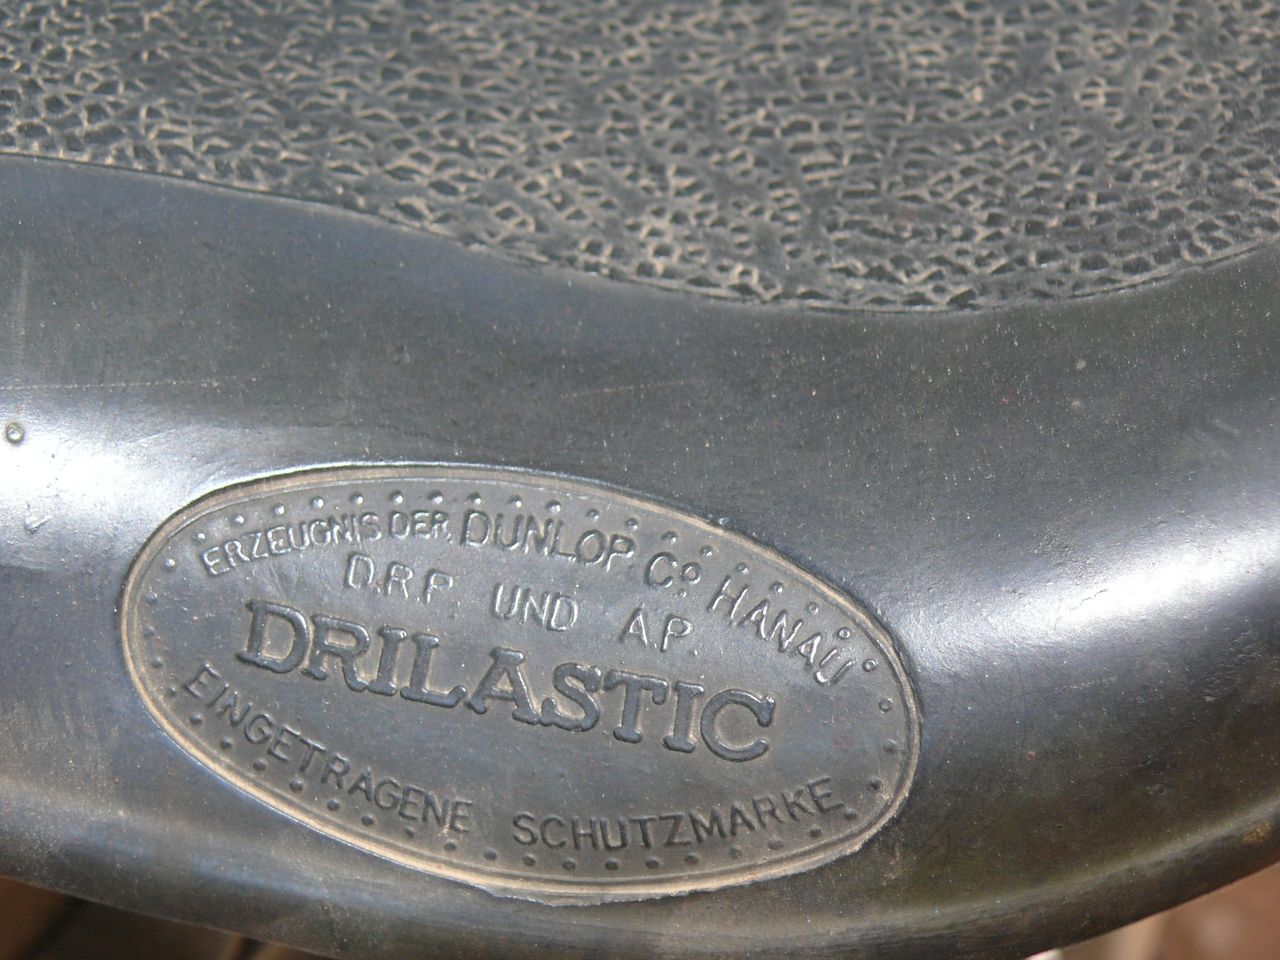 ERZEUGNIS DER DUNLOP Cº HANAU
D.R.P. UND A.P.
DRILASTIC
EINGETRAGENE SCHUTZMARKE